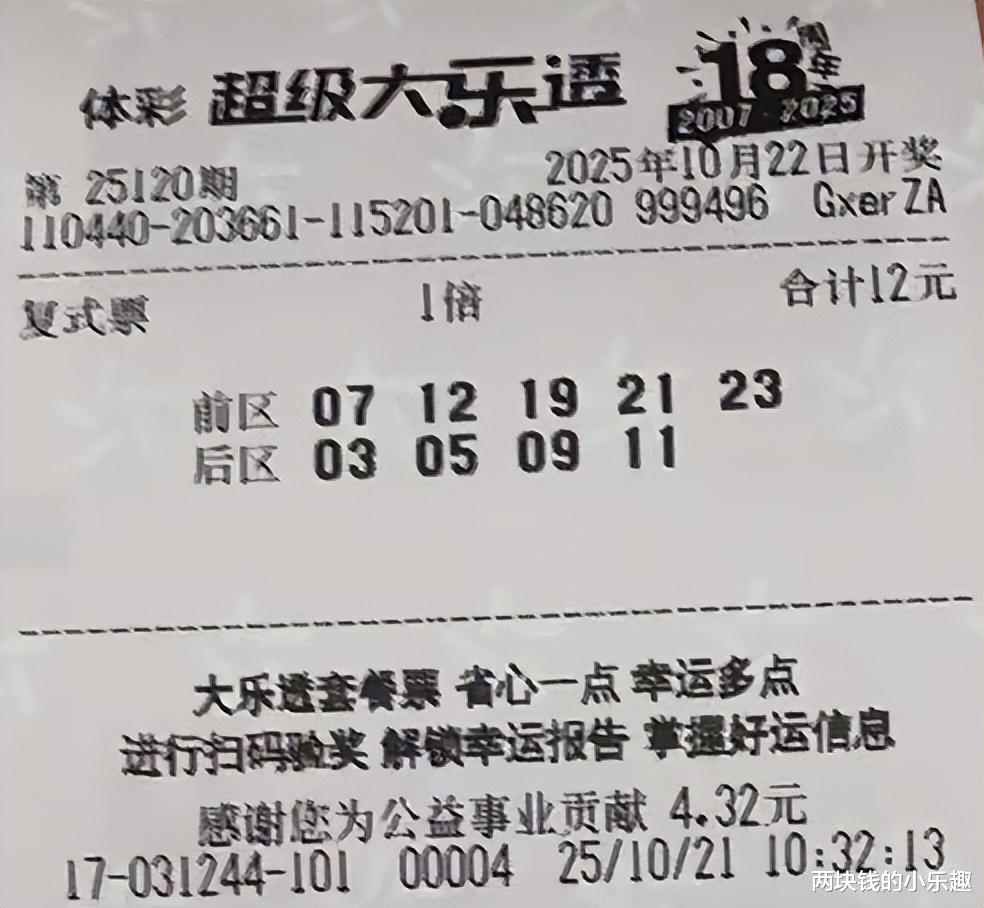 体彩 超级大乐透 18周年 2007 2025
第 25120期 2025年10月22日开奖
110440-203661-115201-048620 999496 GxerZA
复式票 1倍 合计12元
前区 07 12 19 21 23
后区 03 05 09 11
大乐透套餐票 省心一点 幸运多点
进行扫码验奖 解锁幸运报告 掌握好运信息
感谢您为公益事业贡献 4.32元
17-031244-101 00004 25/10/21 10:32:13
两块钱的小乐趣